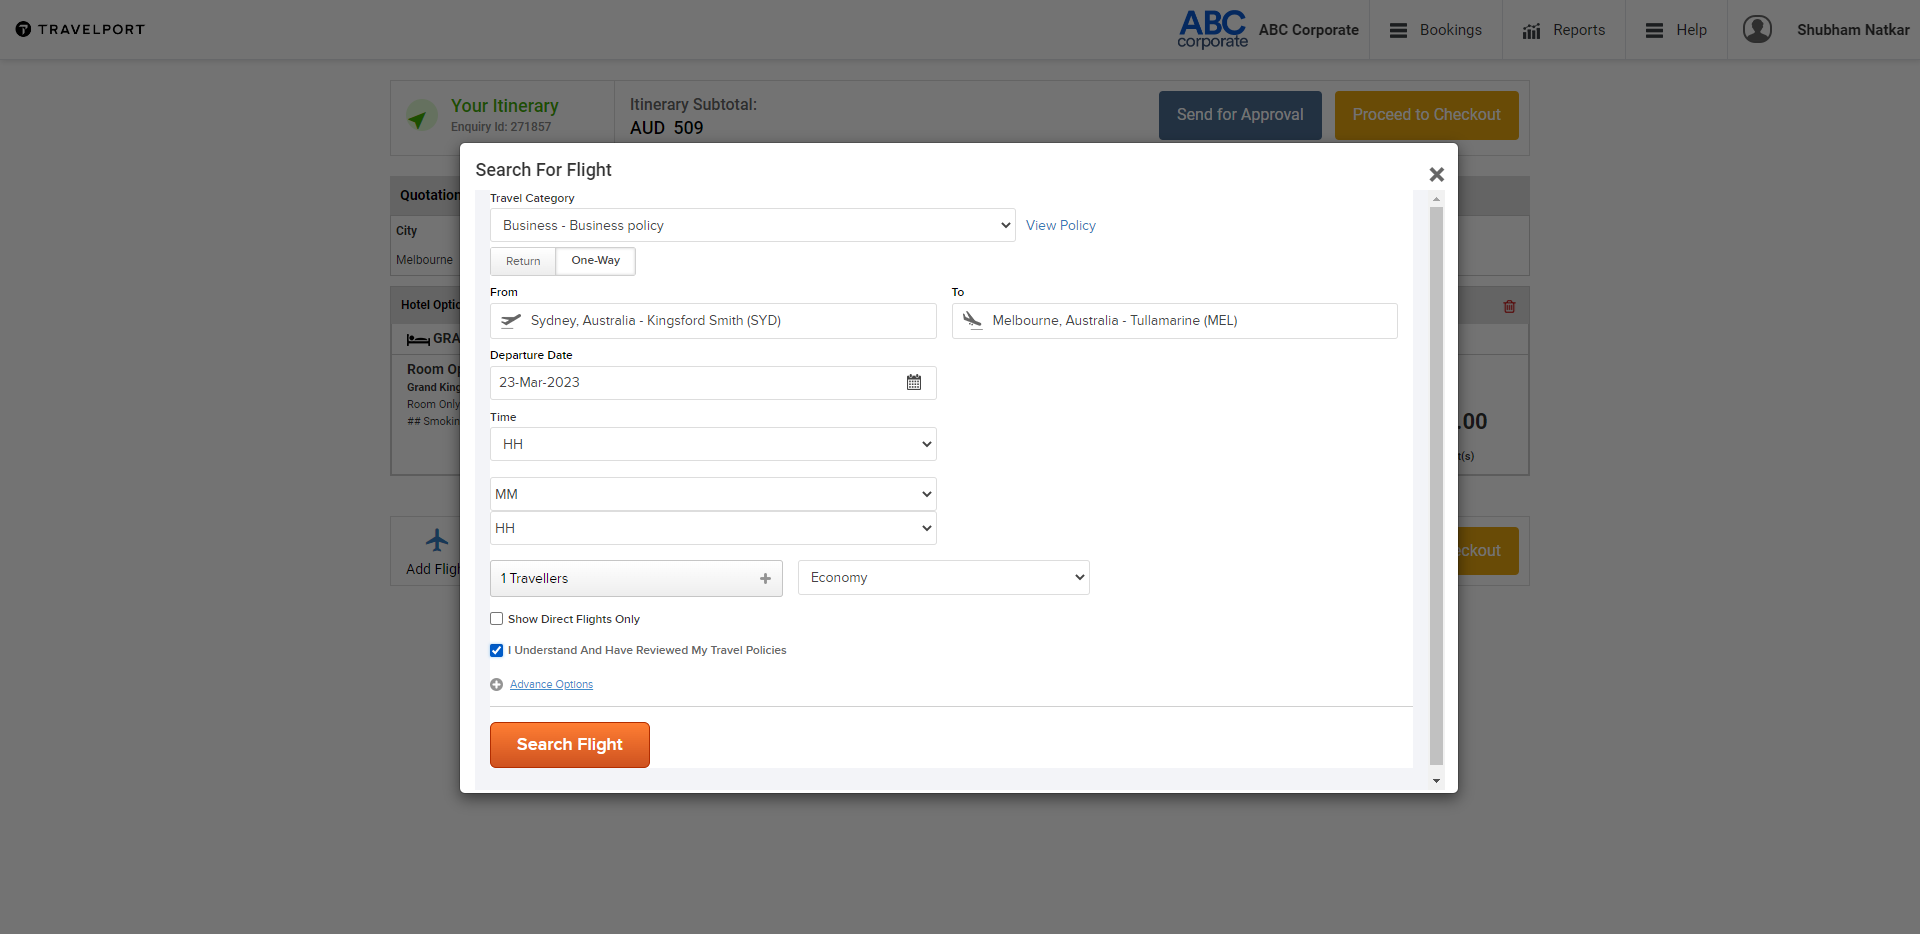 TRAVELPORT
ABC
corporate
ABC Corporate
Bookings
Reports
Help
Shubham Natkar
Your Itinerary
Enquiry Id: 271857
Itinerary Subtotal:
AUD 509
Send for Approval
Proceed to Checkout
Search For Flight
Quotation
City
Melbourne
Hotel Optio
GRA
Room Op
Grand King
Room Only
## Smokin
.00
t(s)
Add Fligh
eckout
Travel Category
Business - Business policy
View Policy
Return
One-Way
From
To
Sydney, Australia - Kingsford Smith (SYD)
Melbourne, Australia - Tullamarine (MEL)
Departure Date
23-Mar-2023
Time
HH
MM
HH
1 Travellers
Economy
Show Direct Flights Only
I Understand And Have Reviewed My Travel Policies
Advance Options
Search Flight